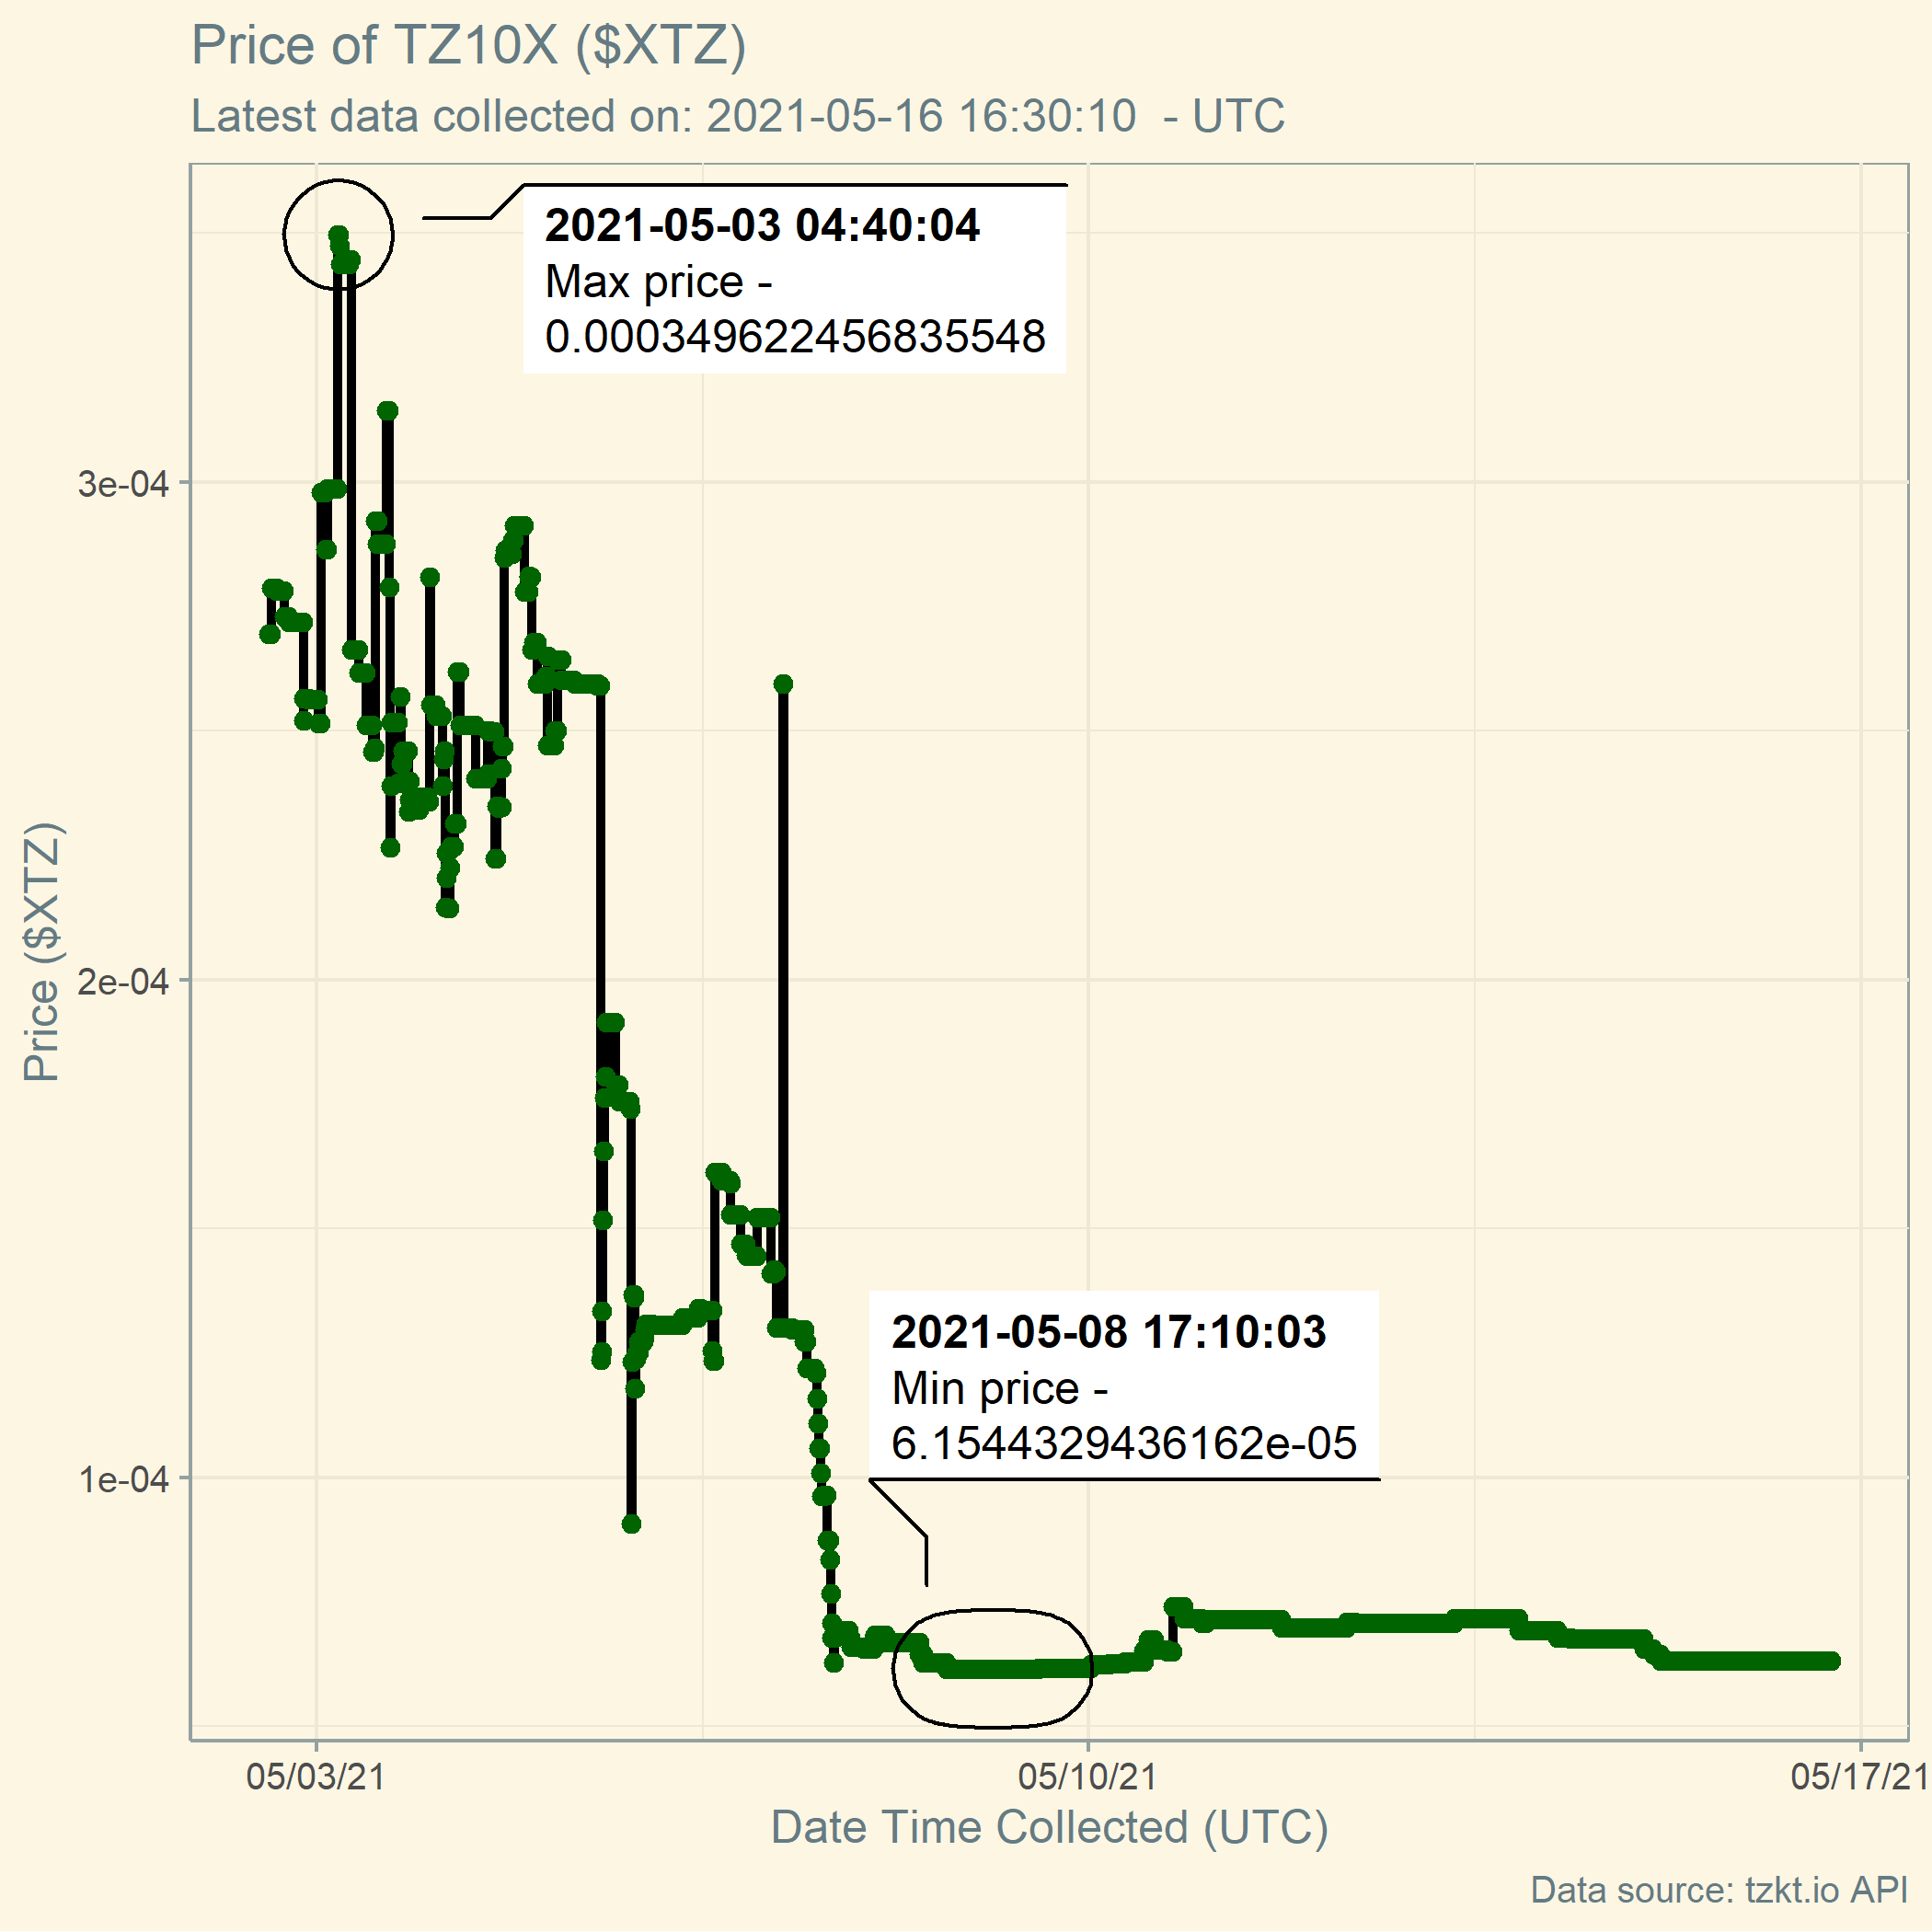 Price of TZ10X ($XTZ)
Latest data collected on: 2021-05-16 16:30:10  - UTC
2021-05-03 04:40:04
Max price -
0.000349622456835548
3e-04
2e-04
Price ($XTZ)
2021-05-08 17:10:03
Min price -
6.1544329436162e-05
1e-04
05/03/21
05/10/21
05/17/21
Date Time Collected (UTC)
Data source: tzkt.io API